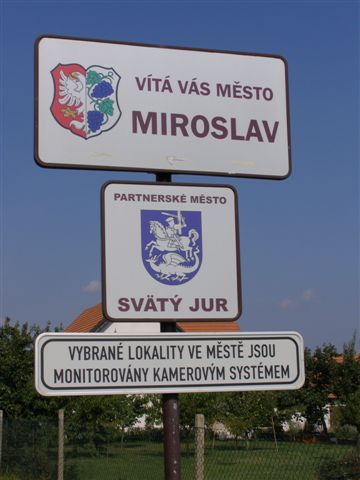 VÍTÁ VÁS MĚSTO
MIROSLAV
PARTNERSKÉ MĚSTO
SVÄTÝ JUR
VYBRANÉ LOKALITY VE MĚSTĚ JSOU
MONITOROVÁNY KAMEROVÝM SYSTÉMEM